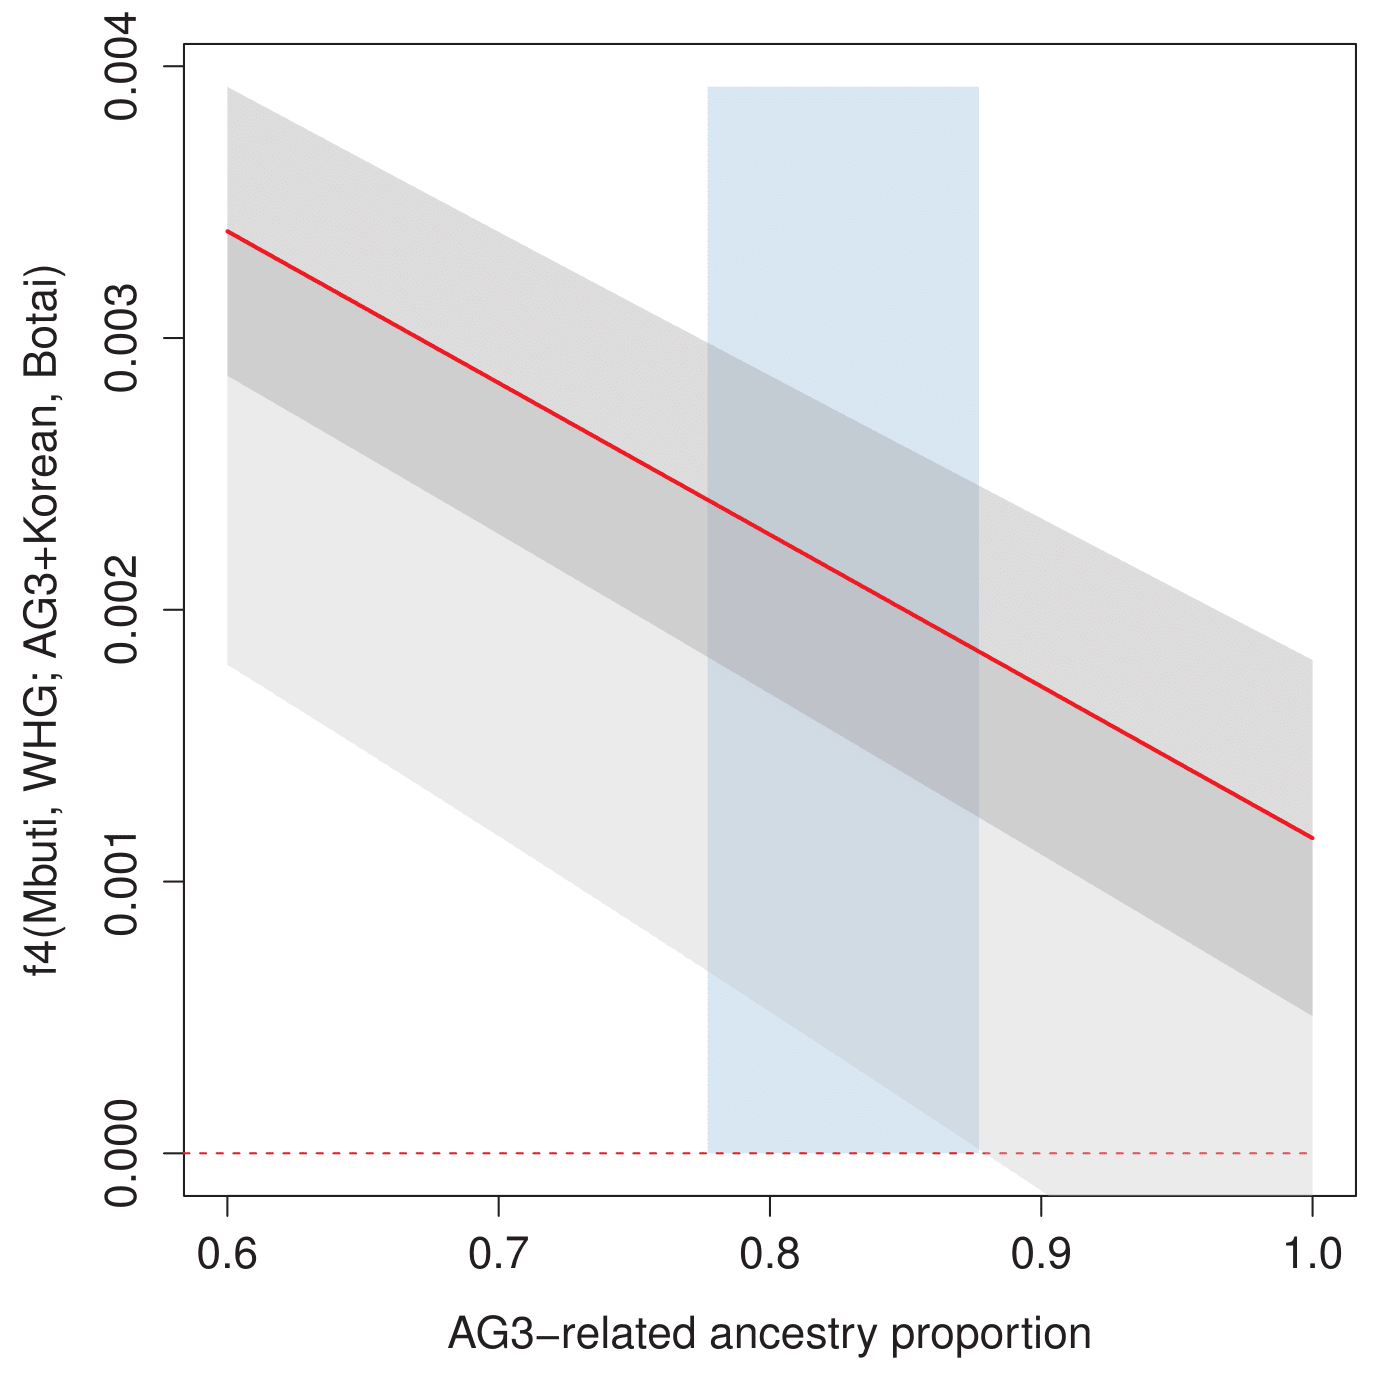 f4(Mbuti, WHG; AG3+Korean, Botai)
0.004
0.003
0.002
0.001
0.000
0.6 0.7 0.8 0.9 1.0
AG3−related ancestry proportion